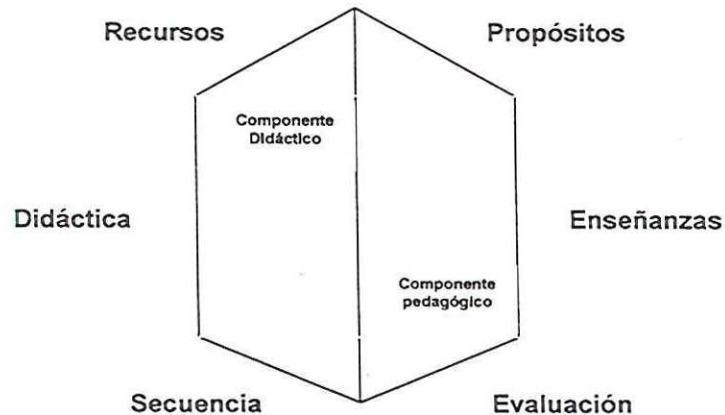 Recursos
Propósitos
Componente
Didáctico
Didáctica
Enseñanzas
Componente
pedagógico
Secuencia
Evaluación